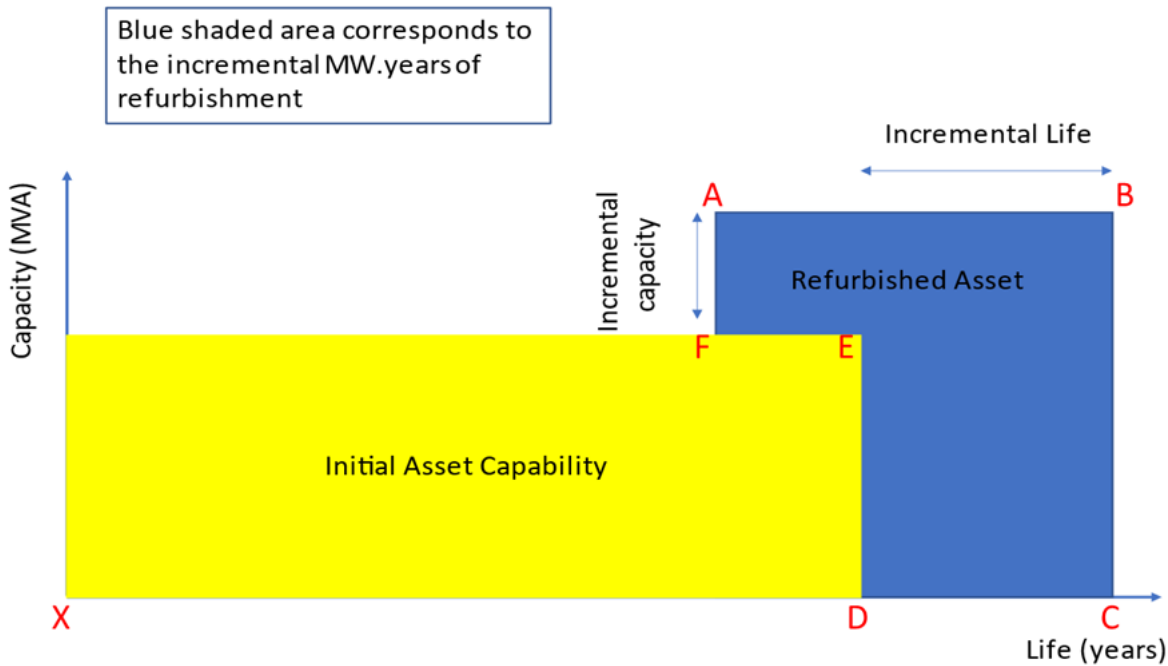 Blue shaded area corresponds to
the incremental MW.years of
refurbishment
Incremental Life
Capacity (MVA)
Incremental
capacity
A
B
Refurbished Asset
F
E
Initial Asset Capability
X
D
C
Life (years)